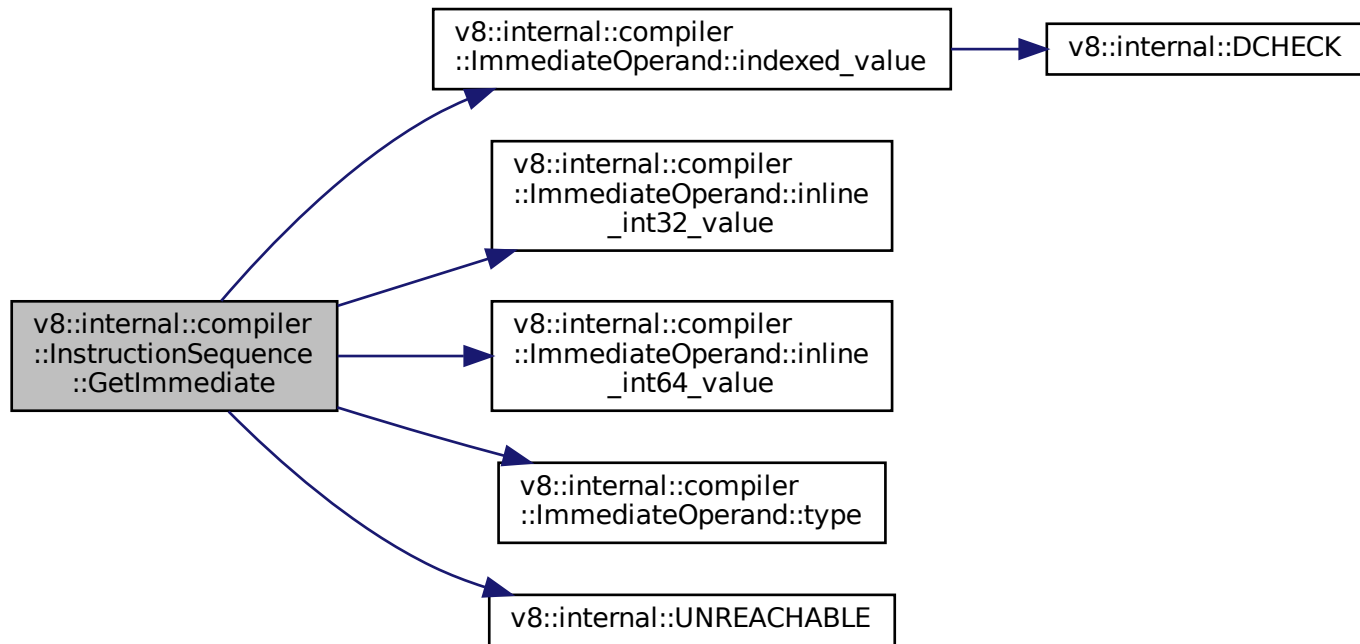 v8::internal::compiler
::ImmediateOperand::indexed_value
v8::internal::DCHECK
v8::internal::compiler
::ImmediateOperand::inline
_int32_value
v8::internal::compiler
::InstructionSequence
::GetImmediate
v8::internal::compiler
::ImmediateOperand::inline
_int64_value
v8::internal::compiler
::ImmediateOperand::type
v8::internal::UNREACHABLE